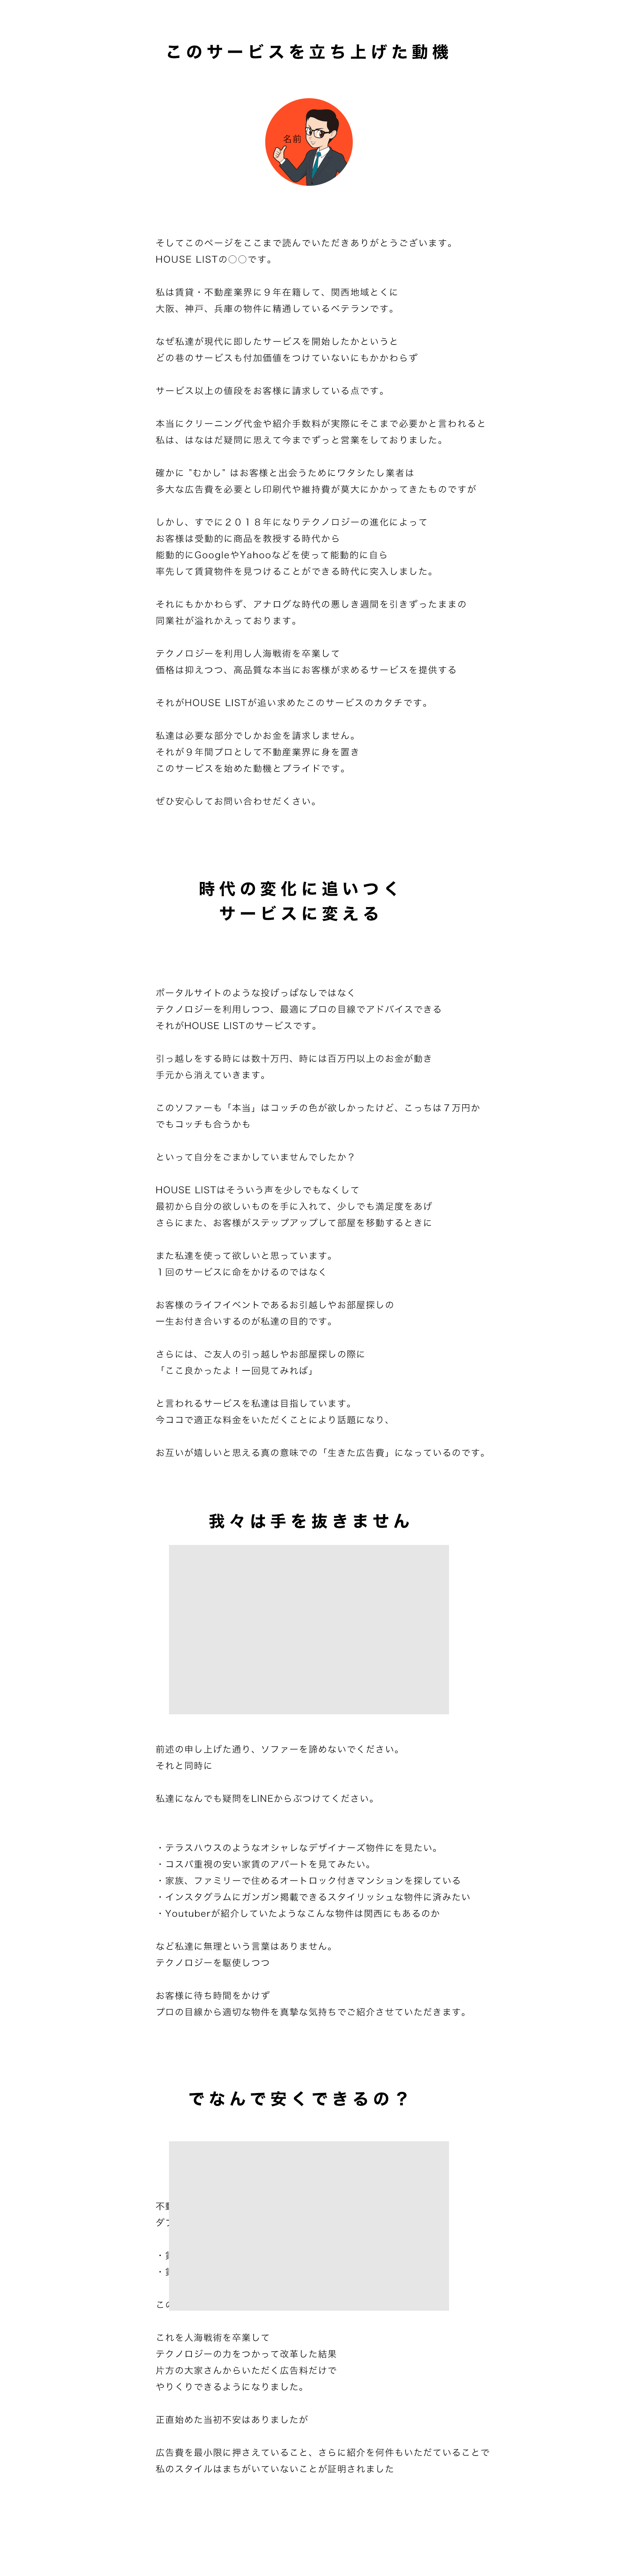 このサービスを立ち上げた動機
名前
そしてこのページをここまで読んでいただきありがとうございます。
HOUSE LISTの〇〇です。
私は賃貸・不動産業界に９年在籍して、関西地域とくに
大阪、神戸、兵庫の物件に精通しているベテランです。
なぜ私達が現代に即したサービスを開始したかというと
どの巷のサービスも付加価値をつけていないにもかかわらず
サービス以上の値段をお客様に請求している点です。
本当にクリーニング代金や紹介手数料が実際にそこまで必要かと言われると
私は、はなはだ疑問に思えて今までずっと営業をしておりました。
確かに "むかし" はお客様と出会うためにワタシたし業者は
多大な広告費を必要とし印刷代や維持費が莫大にかかってきたものですが
しかし、すでに２０１８年になりテクノロジーの進化によって
お客様は受動的に商品を教授する時代から
能動的にGoogleやYahooなどを使って能動的に自ら
率先して賃貸物件を見つけることができる時代に突入しました。
それにもかかわらず、アナログな時代の悪しき週間を引きずったままの
同業社が溢れかえっております。
テクノロジーを利用し人海戦術を卒業して
価格は抑えつつ、高品質な本当にお客様が求めるサービスを提供する
それがHOUSE LISTが追い求めたこのサービスのカタチです。
私達は必要な部分でしかお金を請求しません。
それが９年間プロとして不動産業界に身を置き
このサービスを始めた動機とプライドです。
ぜひ安心してお問い合わせだくさい。
時代の変化に追いつく
サービスに変える
ポータルサイトのような投げっぱなしではなく
テクノロジーを利用しつつ、最適にプロの目線でアドバイスできる
それがHOUSE LISTのサービスです。
引っ越しをする時には数十万円、時には百万円以上のお金が動き
手元から消えていきます。
このソファーも「本当」はコッチの色が欲しかったけど、こっちは７万円か
でもコッチも合うかも
といって自分をごまかしていませんでしたか？
HOUSE LISTはそういう声を少しでもなくして
最初から自分の欲しいものを手に入れて、少しでも満足度をあげ
さらにまた、お客様がステップアップして部屋を移動するときに
また私達を使って欲しいと思っています。
１回のサービスに命をかけるのではなく
お客様のライフイベントであるお引越しやお部屋探しの
一生お付き合いするのが私達の目的です。
さらには、ご友人の引っ越しやお部屋探しの際に
「ここ良かったよ！一回見てみれば」
と言われるサービスを私達は目指しています。
今ココで適正な料金をいただくことにより話題になり、
お互いが嬉しいと思える真の意味での「生きた広告費」になっているのです。
我々は手を抜きません
前述の申し上げた通り、ソファーを諦めないでください。
それと同時に
私達になんでも疑問をLINEからぶつけてください。
・テラスハウスのようなオシャレなデザイナーズ物件にを見たい。
・コスパ重視の安い家賃のアパートを見てみたい。
・家族、ファミリーで住めるオートロック付きマンションを探している
・インスタグラムにガンガン掲載できるスタイリッシュな物件に済みたい
・Youtuberが紹介していたようなこんな物件は関西にもあるのか
など私達に無理という言葉はありません。
テクノロジーを駆使しつつ
お客様に待ち時間をかけず
プロの目線から適切な物件を真摯な気持ちでご紹介させていただきます。
でなんで安くできるの？
不
ダ
・
・
こ
これを人海戦術を卒業して
テクノロジーの力をつかって改革した結果
片方の大家さんからいただく広告料だけで
やりくりできるようになりました。
正直始めた当初不安はありましたが
広告費を最小限に押さえていること、さらに紹介を何件もいただていることで
私のスタイルはまちがいていないことが証明されました